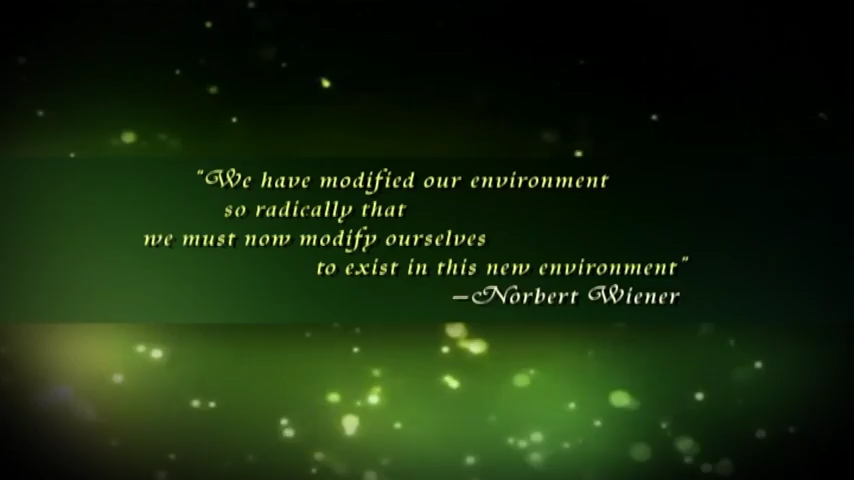 "We have modified our environment
so radically that
we must now modify ourselves
to exist in this new environment"
–Norbert Wiener